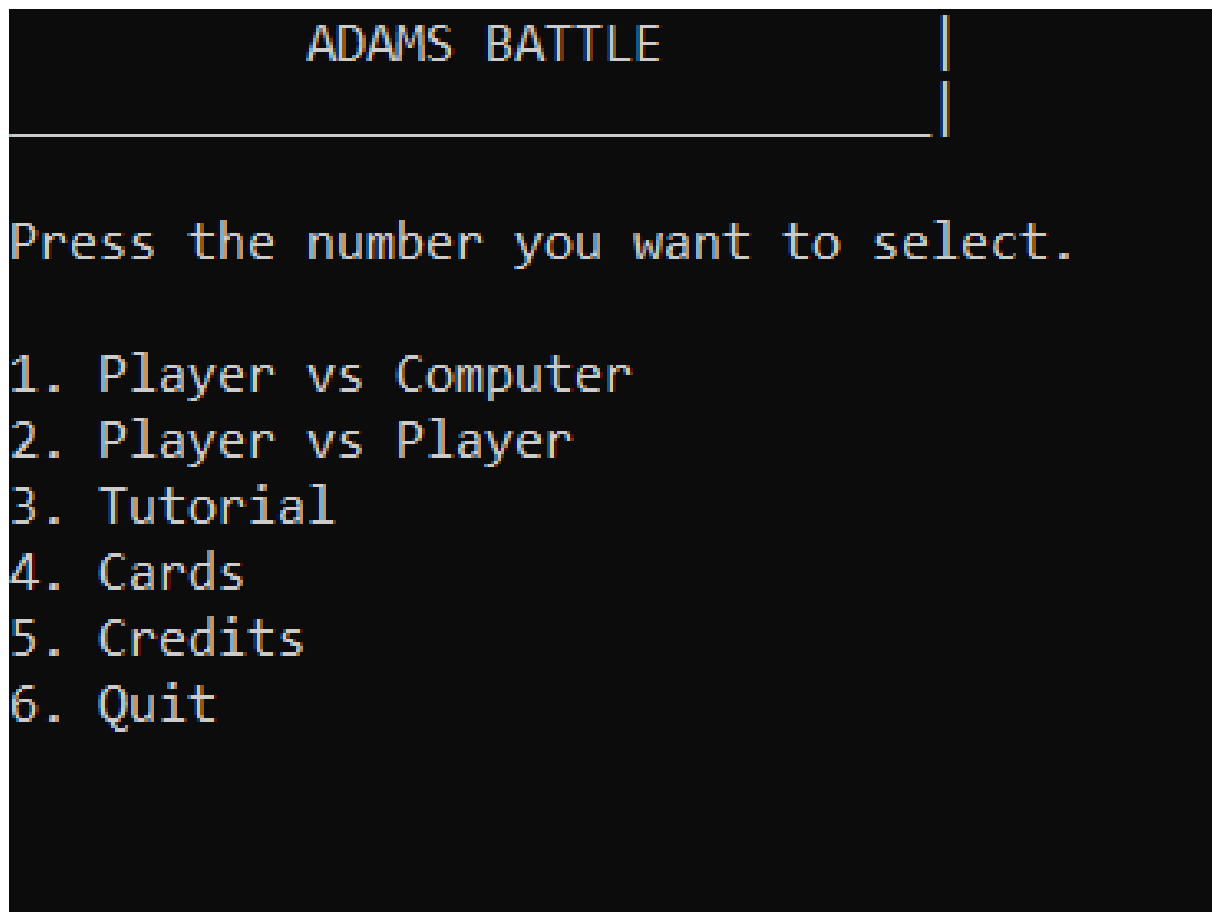 ADAMS BATTLE
Press the number you want to select.
1. Player vs Computer
2. Player vs Player
3. Tutorial
4. Cards
5. Credits
6. Quit